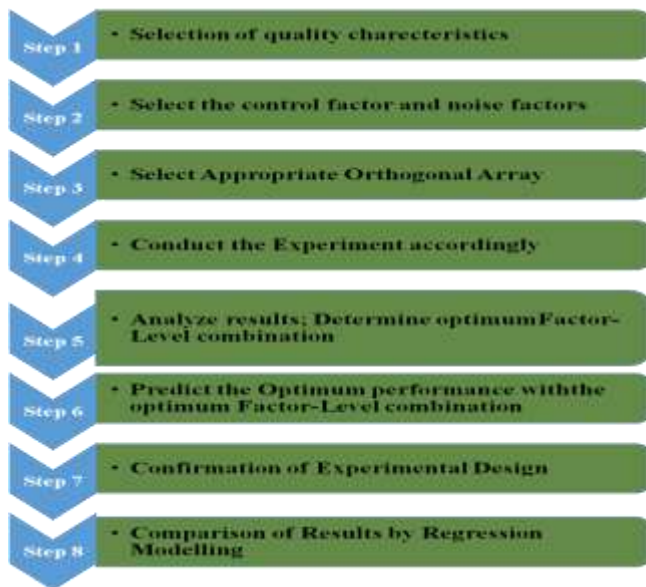 Step 1
• Selection of quality charecteristics
Step 2
• Select the control factor and noise factors
Step 3
• Select Appropriate Orthogonal Array
Step 4
• Conduct the Experiment accordingly
Step 5
• Analyze results; Determine optimumFactor-
Level combination
Step 6
• Predict the Optimum performance withthe
optimum Factor-Level combination
Step 7
• Confirmation of Experimental Design
Step 8
• Comparison of Results by Regression
Modelling